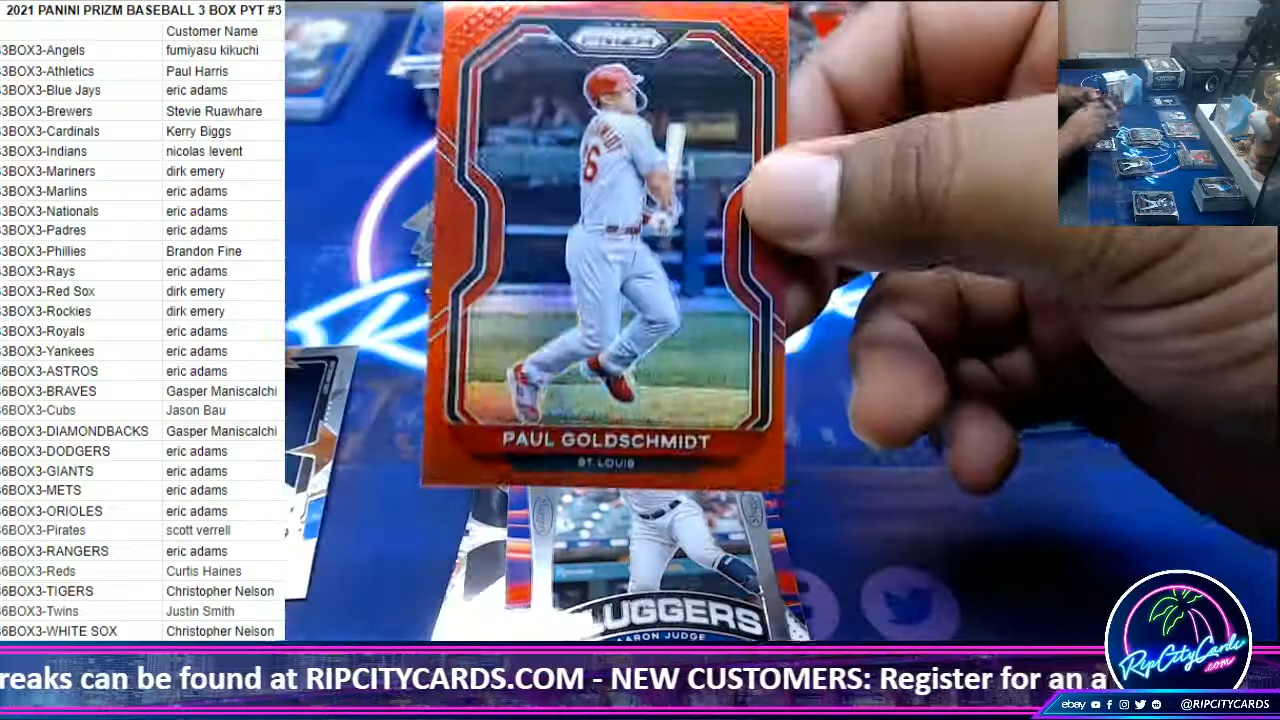 2021 PANINI PRIZM BASEBALL 3 BOX PYT #3
Customer Name
3BOX3-Angels fumiyasu kikuchi
3BOX3-Athletics Paul Harris
3BOX3-Blue Jays eric adams
3BOX3-Brewers Stevie Ruawhare
3BOX3-Cardinals Kerry Biggs
3BOX3-Indians nicolas levent
3BOX3-Mariners dirk emery
3BOX3-Marlins eric adams
3BOX3-Nationals eric adams
3BOX3-Padres eric adams
3BOX3-Phillies Brandon Fine
3BOX3-Rays eric adams
3BOX3-Red Sox dirk emery
3BOX3-Rockies dirk emery
3BOX3-Royals eric adams
3BOX3-Yankees eric adams
6BOX3-ASTROS eric adams
6BOX3-BRAVES Gasper Maniscalchi
6BOX3-Cubs Jason Bau
6BOX3-DIAMONDBACKS Gasper Maniscalchi
6BOX3-DODGERS eric adams
6BOX3-GIANTS eric adams
6BOX3-METS eric adams
6BOX3-ORIOLES eric adams
6BOX3-Pirates scott verrell
6BOX3-RANGERS eric adams
6BOX3-Reds Curtis Haines
6BOX3-TIGERS Christopher Nelson
6BOX3-Twins Justin Smith
6BOX3-WHITE SOX Christopher Nelson
PRIZM
PAUL GOLDSCHMIDT
ST. LOUIS
LUGGERS
AARON JUDGE
reaks can be found at RIPCITYCARDS.COM - NEW CUSTOMERS: Register for an a
RipCityCards
.com
ebay @RIPCITYCARDS